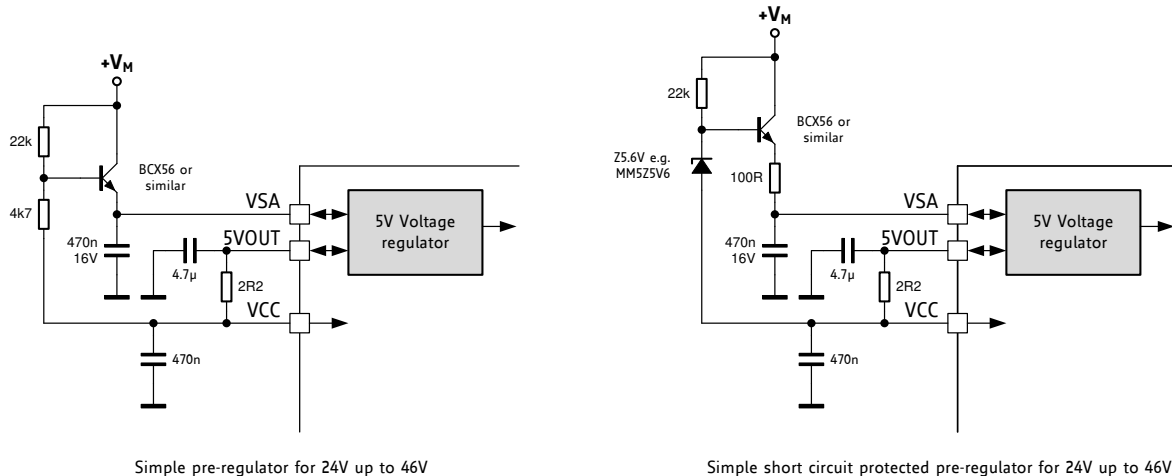 +VM
22k
BCX56 or
similar
4k7
VSA
470n
16V
5VOUT
4.7µ
2R2
VCC
470n
5V Voltage
regulator
Simple pre-regulator for 24V up to 46V
+VM
22k
BCX56 or
similar
Z5.6V e.g.
MM5Z5V6
100R
VSA
470n
16V
5VOUT
4.7µ
2R2
VCC
470n
5V Voltage
regulator
Simple short circuit protected pre-regulator for 24V up to 46V